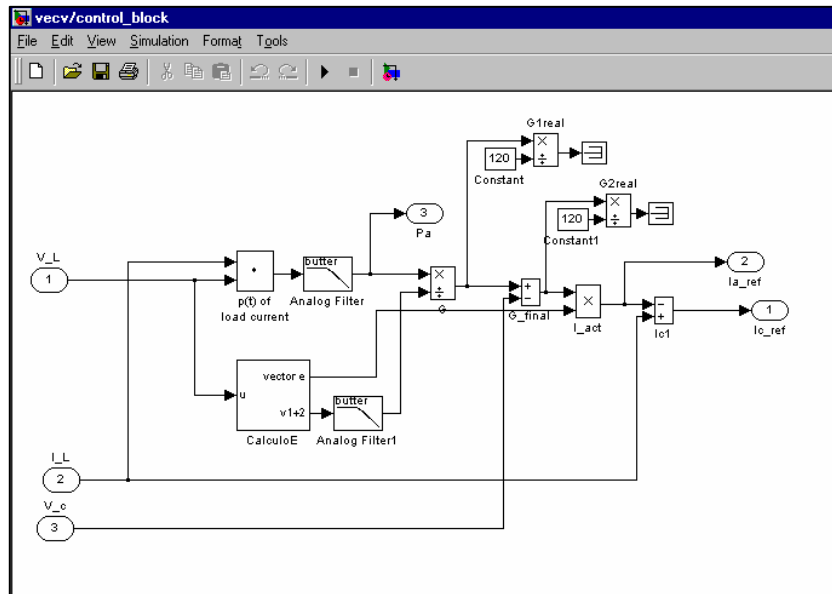 vecv/control_block
File Edit View Simulation Format Tools
G1real
×
÷
120
Constant
G2real
×
÷
120
Constant1
3
Pa
V_L
1
p(t) of
load current
butter
Analog Filter
×
÷
G
+
−
G_final
×
I_act
2
Ia_ref
−
+
Ic1
1
Ic_ref
u
vector e
v1+2
CalculoE
butter
Analog Filter1
I_L
2
V_c
3